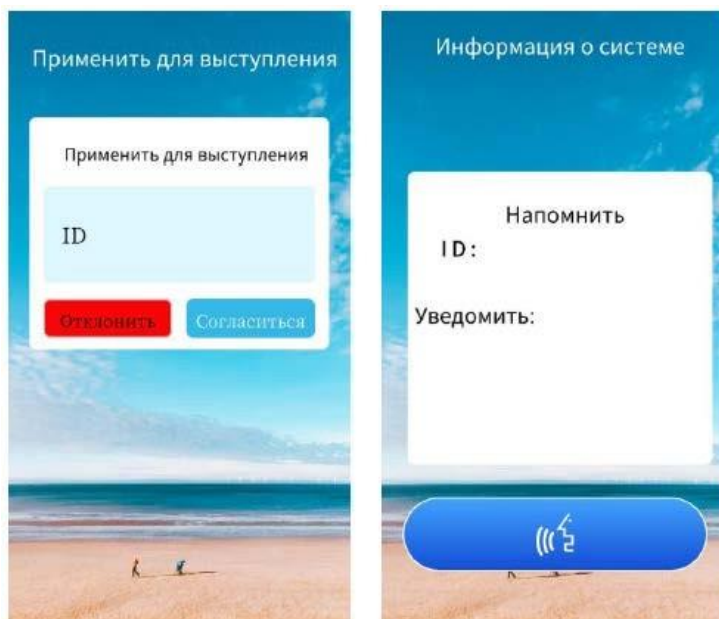 Применить для выступления
Применить для выступления
ID
Отклонить
Согласиться
Информация о системе
Напомнить
ID:
Уведомить: